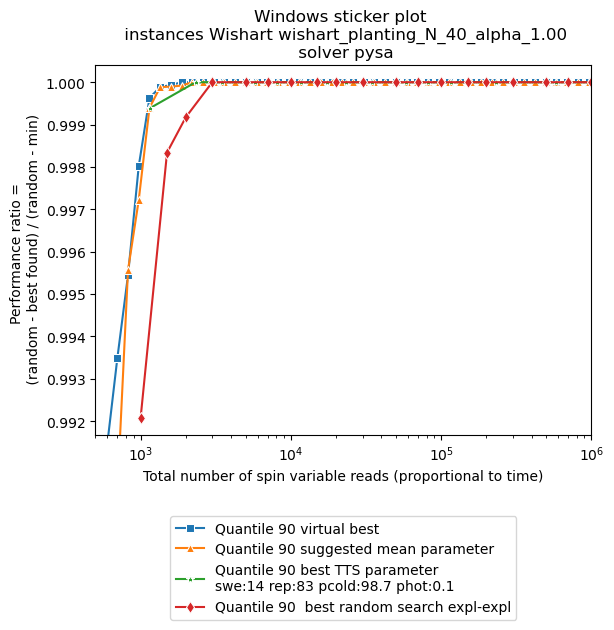 Windows sticker plot
instances Wishart wishart_planting_N_40_alpha_1.00
solver pysa
Performance ratio =
(random - best found) / (random - min)
1.000
0.999
0.998
0.997
0.996
0.995
0.994
0.993
0.992
10³
10⁴
10⁵
10⁶
Total number of spin variable reads (proportional to time)
Quantile 90 virtual best
Quantile 90 suggested mean parameter
Quantile 90 best TTS parameter
swe:14 rep:83 pcold:98.7 phot:0.1
Quantile 90  best random search expl-expl